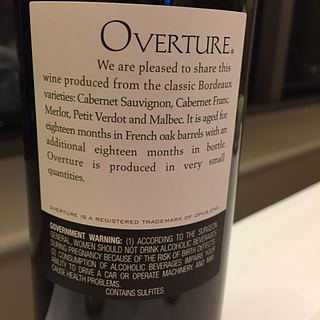 OVERTURE®
We are pleased to share this
wine produced from the classic Bordeaux
varieties: Cabernet Sauvignon, Cabernet Franc,
Merlot, Petit Verdot and Malbec. It is aged for
eighteen months in French oak barrels with an
additional eighteen months in bottle.
Overture is produced in very small
quantities.
OVERTURE IS A REGISTERED TRADEMARK OF OPUS ONE.
GOVERNMENT WARNING: (1) ACCORDING TO THE SURGEON
GENERAL, WOMEN SHOULD NOT DRINK ALCOHOLIC BEVERAGES
DURING PREGNANCY BECAUSE OF THE RISK OF BIRTH DEFECTS.
(2) CONSUMPTION OF ALCOHOLIC BEVERAGES IMPAIRS YOUR
ABILITY TO DRIVE A CAR OR OPERATE MACHINERY, AND MAY
CAUSE HEALTH PROBLEMS.
CONTAINS SULFITES